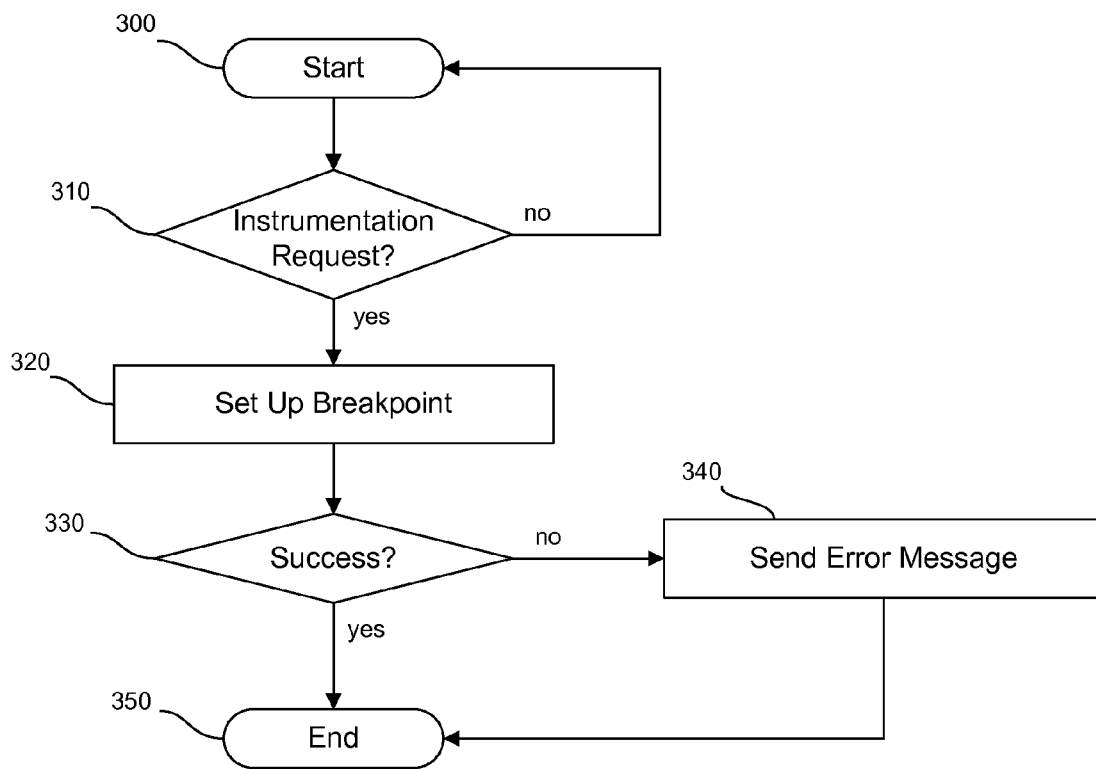 300
Start
310
Instrumentation
Request?
no
yes
320
Set Up Breakpoint
330
Success?
no
340
Send Error Message
yes
350
End